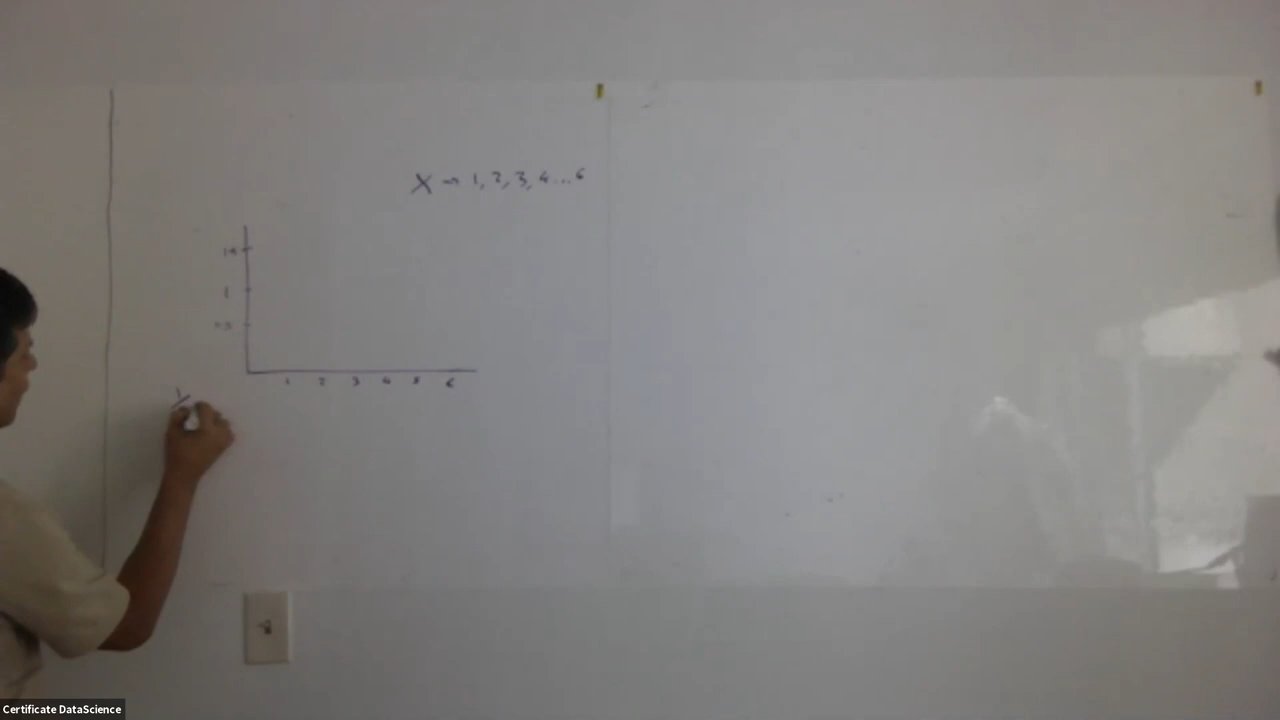 X → 1, 2, 3, 4...6
1
1 2 3 4 5 6
Certificate DataScience